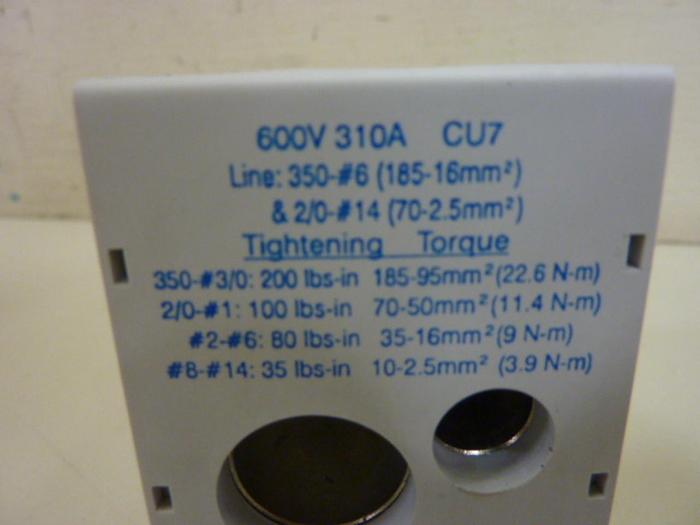 600V 310A CU7
Line: 350-#6 (185-16mm²)
& 2/0-#14 (70-2.5mm²)
Tightening Torque
350-#3/0: 200 lbs-in 185-95mm² (22.6 N-m)
2/0-#1: 100 lbs-in 70-50mm² (11.4 N-m)
#2-#6: 80 lbs-in 35-16mm² (9 N-m)
#8-#14: 35 lbs-in 10-2.5mm² (3.9 N-m)